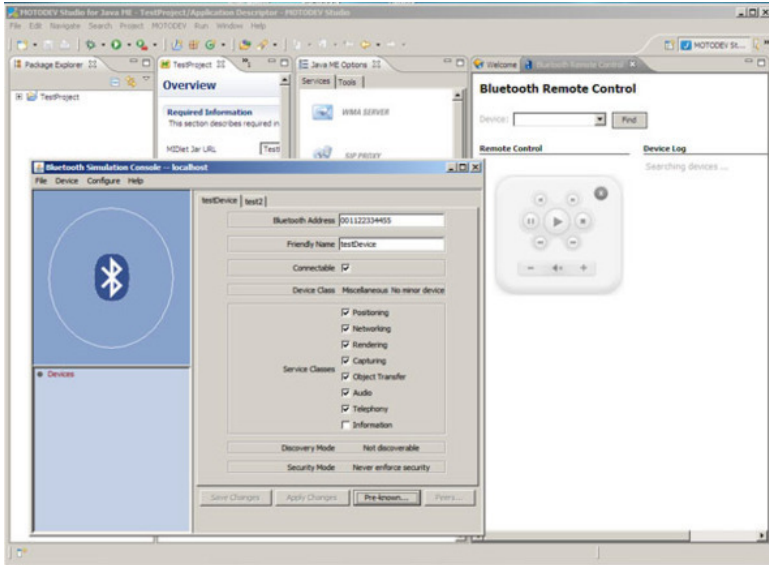 MOTODEV Studio for Java ME - TestProject/Application Descriptor - MOTODEV Studio
File Edit Navigate Search Project MOTODEV Run Window Help
MOTODEV St...
Package Explorer
TestProject
TestProject
Overview
Required Information
This section describes required in
MIDlet Jar URL
Test
Java ME Options
Services Tools
WMA SERVER
SIP PROXY
Welcome Bluetooth Remote Control
Bluetooth Remote Control
Device: Find
Remote Control Device Log
Searching devices ...
Bluetooth Simulation Console -- localhost
File Device Configure Help
testDevice test2
Bluetooth Address 001122334455
Friendly Name testDevice
Connectable
Device Class Miscellaneous No minor device
Service Classes
Positioning
Networking
Rendering
Capturing
Object Transfer
Audio
Telephony
Information
Discovery Mode Not discoverable
Security Mode Never enforce security
Save Changes Apply Changes Pre-known... Peers...
Devices